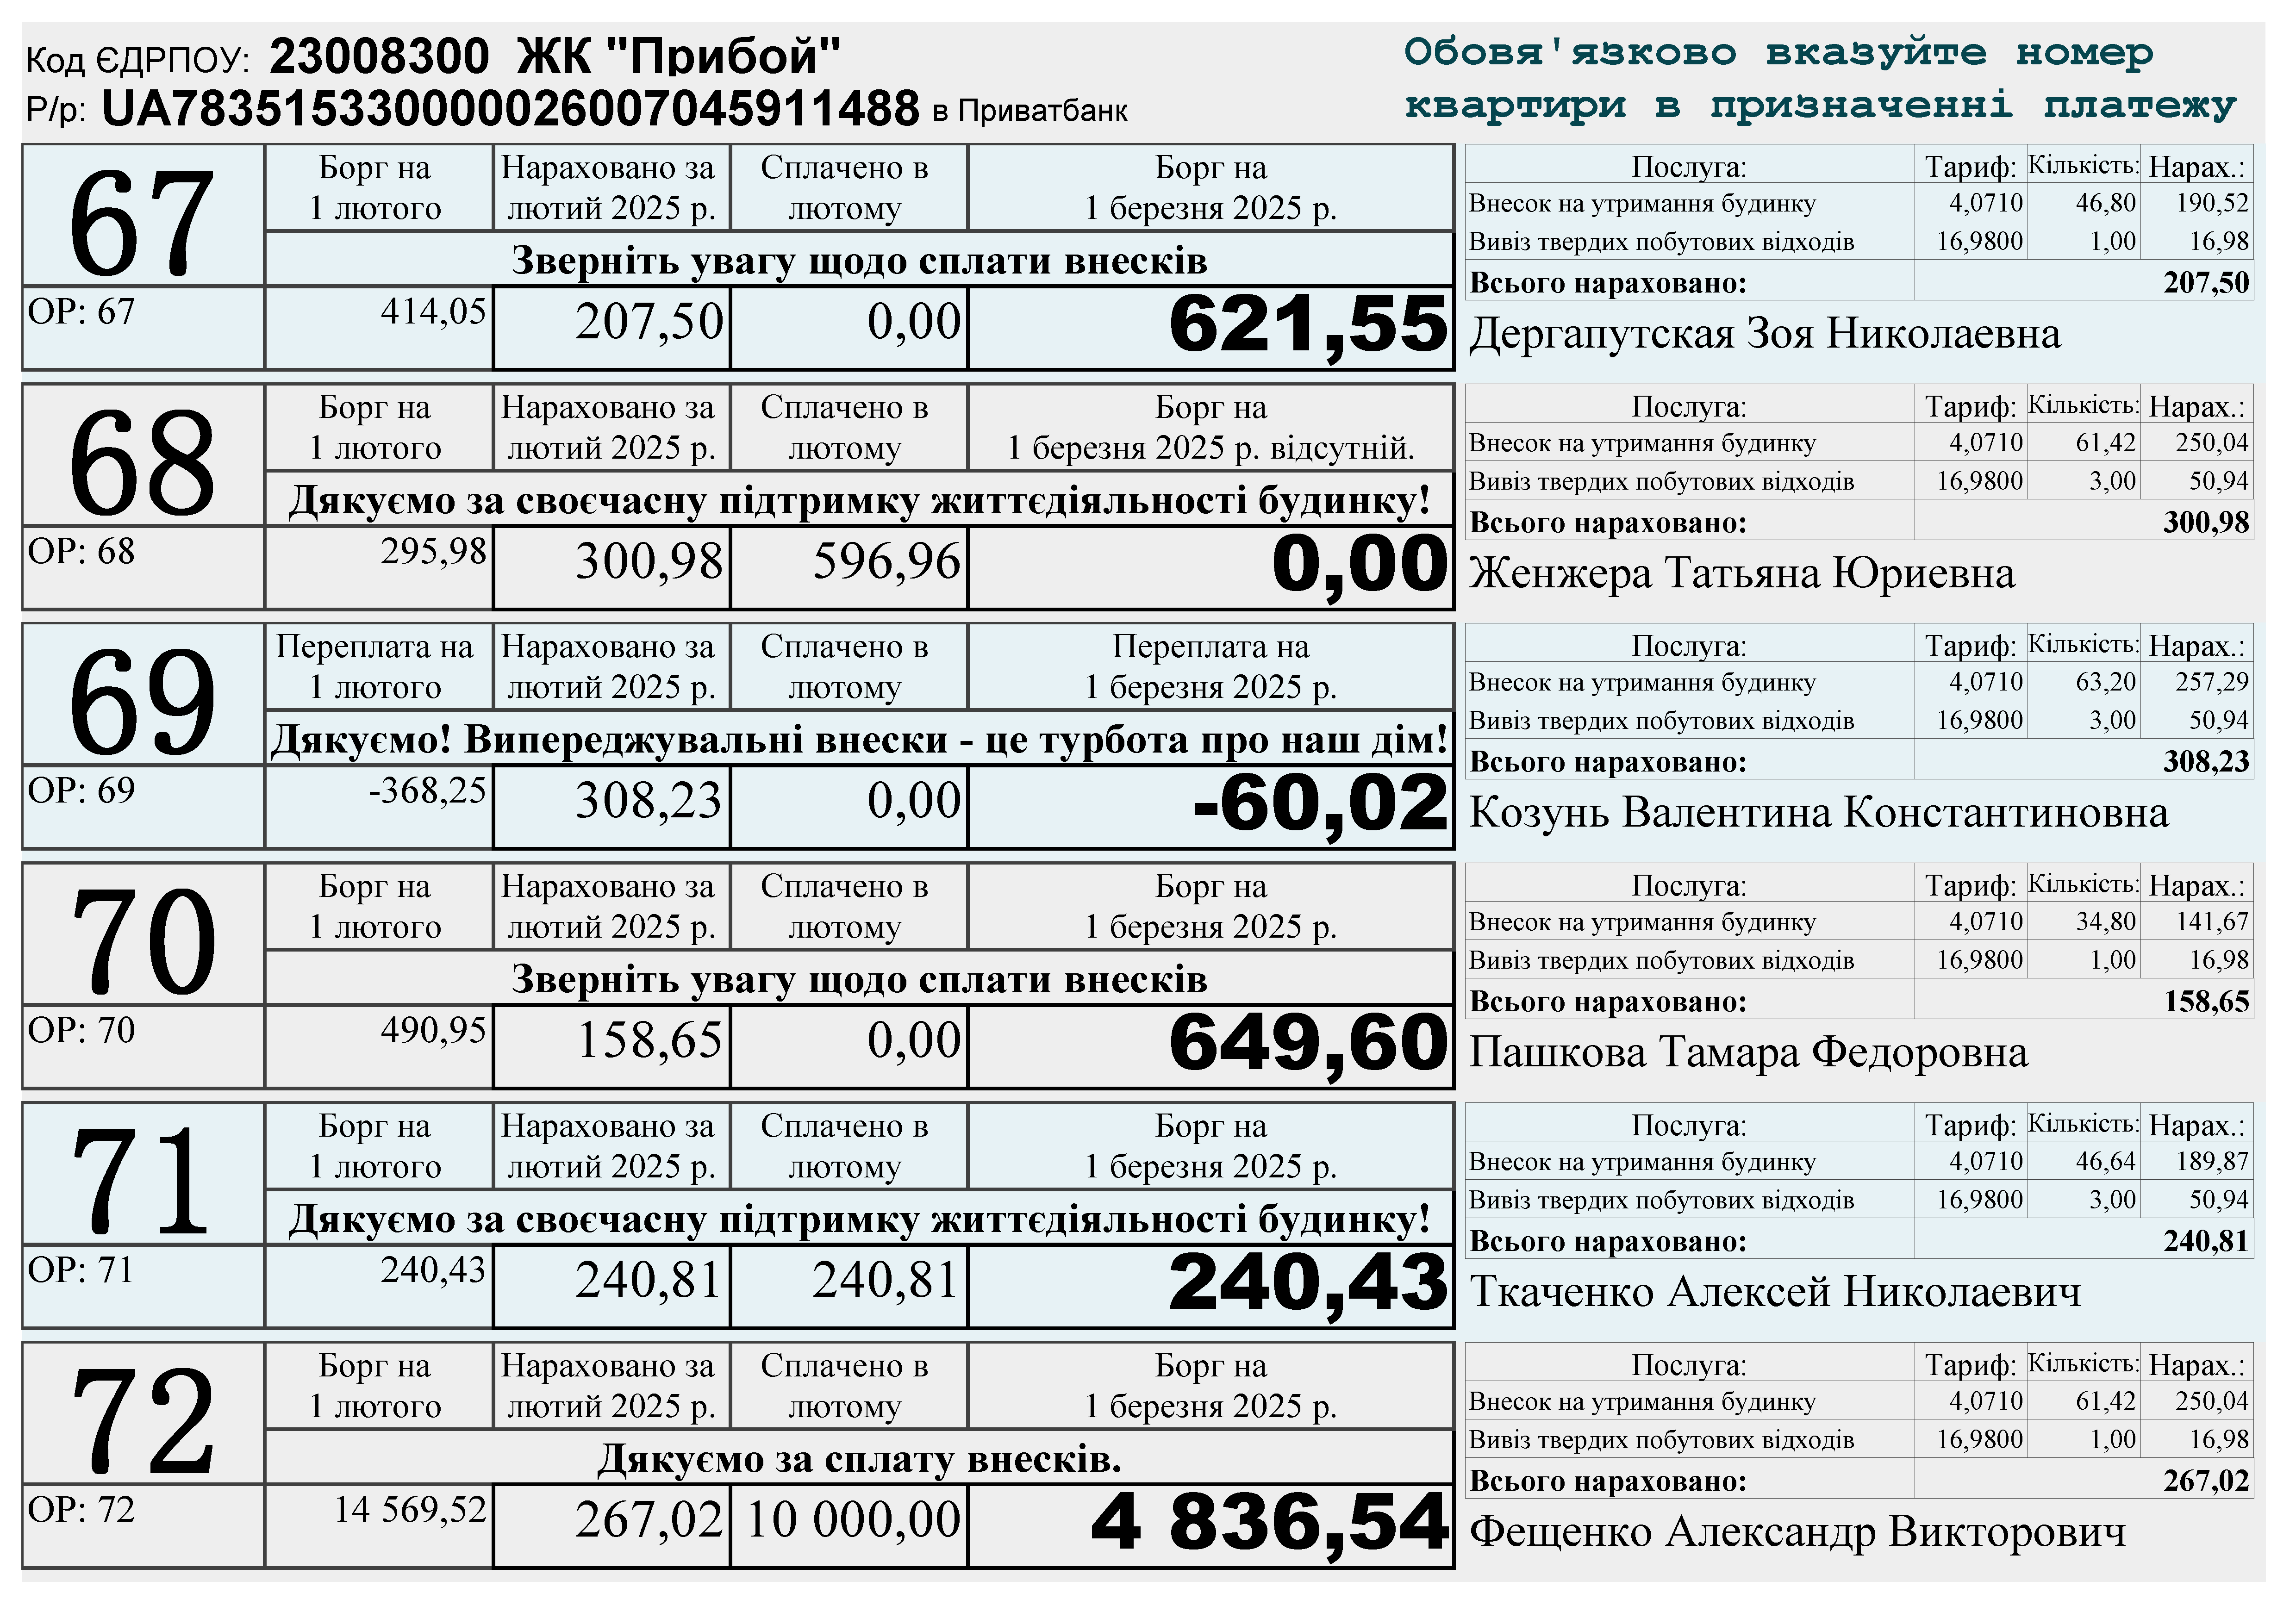 Код ЄДРПОУ: 23008300 ЖК "Прибой"
Р/р: UA783515330000026007045911488 в Приватбанк
Обовя'язково вказуйте номер
квартири в призначенні платежу
67
Борг на
1 лютого
Нараховано за
лютий 2025 р.
Сплачено в
лютому
Борг на
1 березня 2025 р.
Зверніть увагу щодо сплати внесків
ОР: 67 414,05 207,50 0,00 621,55
Послуга: Тариф: Кількість: Нарах.:
Внесок на утримання будинку 4,0710 46,80 190,52
Вивіз твердих побутових відходів 16,9800 1,00 16,98
Всього нараховано: 207,50
Дергапутская Зоя Николаевна
68
Борг на
1 лютого
Нараховано за
лютий 2025 р.
Сплачено в
лютому
Борг на
1 березня 2025 р. відсутній.
Дякуємо за своєчасну підтримку життєдіяльності будинку!
ОР: 68 295,98 300,98 596,96 0,00
Послуга: Тариф: Кількість: Нарах.:
Внесок на утримання будинку 4,0710 61,42 250,04
Вивіз твердих побутових відходів 16,9800 3,00 50,94
Всього нараховано: 300,98
Женжера Татьяна Юриевна
69
Переплата на
1 лютого
Нараховано за
лютий 2025 р.
Сплачено в
лютому
Переплата на
1 березня 2025 р.
Дякуємо! Випереджувальні внески - це турбота про наш дім!
ОР: 69 -368,25 308,23 0,00 -60,02
Послуга: Тариф: Кількість: Нарах.:
Внесок на утримання будинку 4,0710 63,20 257,29
Вивіз твердих побутових відходів 16,9800 3,00 50,94
Всього нараховано: 308,23
Козунь Валентина Константиновна
70
Борг на
1 лютого
Нараховано за
лютий 2025 р.
Сплачено в
лютому
Борг на
1 березня 2025 р.
Зверніть увагу щодо сплати внесків
ОР: 70 490,95 158,65 0,00 649,60
Послуга: Тариф: Кількість: Нарах.:
Внесок на утримання будинку 4,0710 34,80 141,67
Вивіз твердих побутових відходів 16,9800 1,00 16,98
Всього нараховано: 158,65
Пашкова Тамара Федоровна
71
Борг на
1 лютого
Нараховано за
лютий 2025 р.
Сплачено в
лютому
Борг на
1 березня 2025 р.
Дякуємо за своєчасну підтримку життєдіяльності будинку!
ОР: 71 240,43 240,81 240,81 240,43
Послуга: Тариф: Кількість: Нарах.:
Внесок на утримання будинку 4,0710 46,64 189,87
Вивіз твердих побутових відходів 16,9800 3,00 50,94
Всього нараховано: 240,81
Ткаченко Алексей Николаевич
72
Борг на
1 лютого
Нараховано за
лютий 2025 р.
Сплачено в
лютому
Борг на
1 березня 2025 р.
Дякуємо за сплату внесків.
ОР: 72 14 569,52 267,02 10 000,00 4 836,54
Послуга: Тариф: Кількість: Нарах.:
Внесок на утримання будинку 4,0710 61,42 250,04
Вивіз твердих побутових відходів 16,9800 1,00 16,98
Всього нараховано: 267,02
Фещенко Александр Викторович